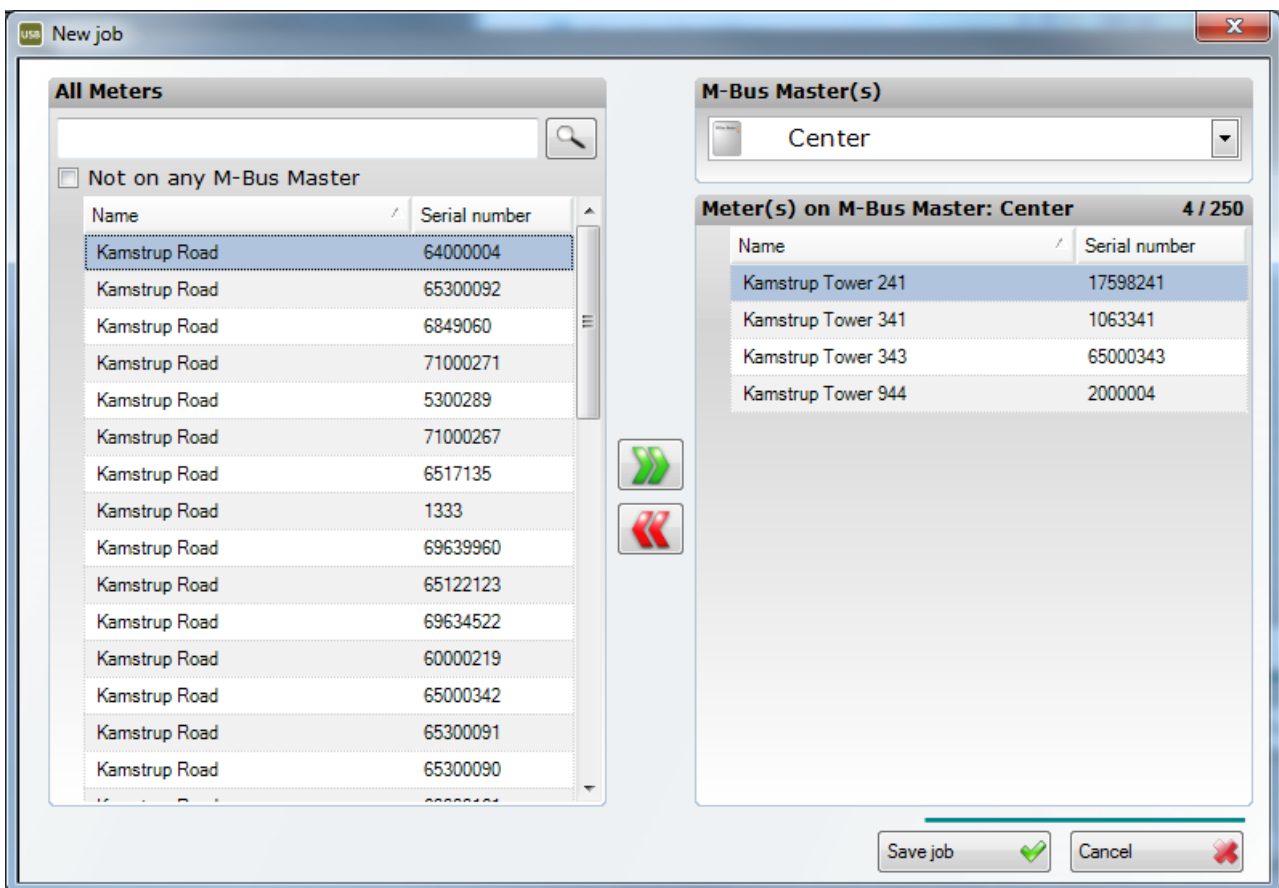 USB New job
All Meters
Not on any M-Bus Master
Name Serial number
Kamstrup Road 64000004
Kamstrup Road 65300092
Kamstrup Road 6849060
Kamstrup Road 71000271
Kamstrup Road 5300289
Kamstrup Road 71000267
Kamstrup Road 6517135
Kamstrup Road 1333
Kamstrup Road 69639960
Kamstrup Road 65122123
Kamstrup Road 69634522
Kamstrup Road 60000219
Kamstrup Road 65000342
Kamstrup Road 65300091
Kamstrup Road 65300090
M-Bus Master(s)
Center
Meter(s) on M-Bus Master: Center 4 / 250
Name Serial number
Kamstrup Tower 241 17598241
Kamstrup Tower 341 1063341
Kamstrup Tower 343 65000343
Kamstrup Tower 944 2000004
Save job Cancel